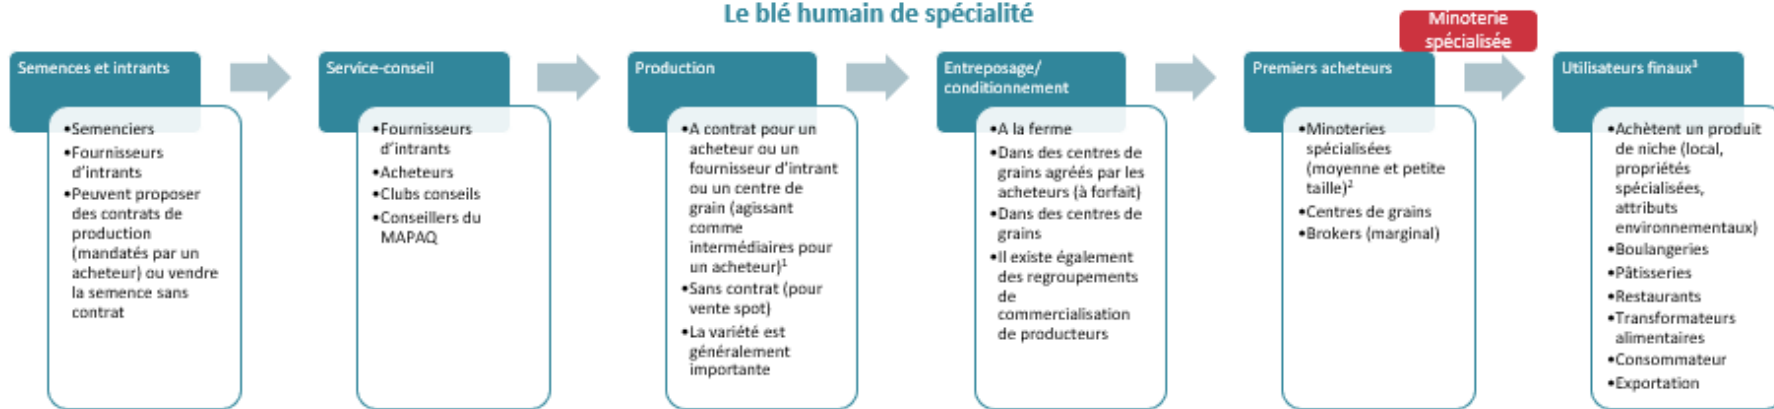 Le blé humain de spécialité
Minoterie
spécialisée
Semences et intrants
•Semenciers
•Fournisseurs
d'intrants
•Peuvent proposer
des contrats de
production
(mandatés par un
acheteur) ou vendre
la semence sans
contrat
Service-conseil
•Fournisseurs
d'intrants
•Acheteurs
•Clubs conseils
•Conseillers du
MAPAQ
Production
•A contrat pour un
acheteur ou un
fournisseur d'intrant
ou un centre de
grain (agissant
comme
intermédiaires pour
un acheteur)¹
•Sans contrat (pour
vente spot)
•La variété est
généralement
importante
Entreposage/
conditionnement
•A la ferme
•Dans des centres de
grains agréés par les
acheteurs (à forfait)
•Dans des centres de
grains
•Il existe également
des regroupements
de
commercialisation
de producteurs
Premiers acheteurs
•Minoteries
spécialisées
(moyenne et petite
taille)²
•Centres de grains
•Brokers (marginal)
Utilisateurs finaux³
•Achètent un produit
de niche (local,
propriétés
spécialisées,
attributs
environnementaux)
•Boulangeries
•Pâtisseries
•Restaurants
•Transformateurs
alimentaires
•Consommateur
•Exportation